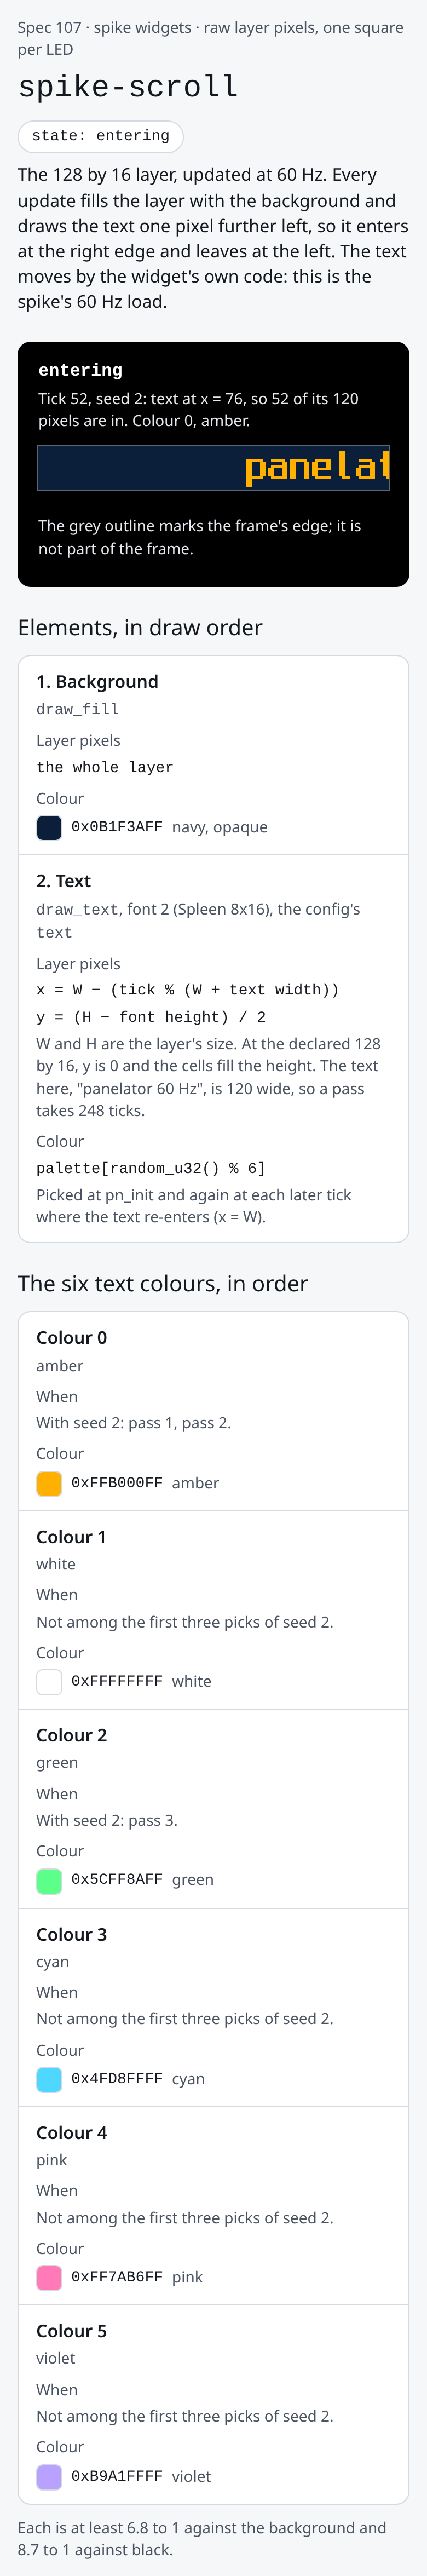 Spec 107 · spike widgets · raw layer pixels, one square
per LED
spike-scroll
state: entering
The 128 by 16 layer, updated at 60 Hz. Every
update fills the layer with the background and
draws the text one pixel further left, so it enters
at the right edge and leaves at the left. The text
moves by the widget's own code: this is the
spike's 60 Hz load.
entering
Tick 52, seed 2: text at x = 76, so 52 of its 120
pixels are in. Colour 0, amber.
panelat
The grey outline marks the frame's edge; it is
not part of the frame.
Elements, in draw order
1. Background
draw_fill
Layer pixels
the whole layer
Colour
0x0B1F3AFF navy, opaque
2. Text
draw_text, font 2 (Spleen 8x16), the config's
text
Layer pixels
x = W − (tick % (W + text width))
y = (H − font height) / 2
W and H are the layer's size. At the declared 128
by 16, y is 0 and the cells fill the height. The text
here, "panelator 60 Hz", is 120 wide, so a pass
takes 248 ticks.
Colour
palette[random_u32() % 6]
Picked at pn_init and again at each later tick
where the text re-enters (x = W).
The six text colours, in order
Colour 0
amber
When
With seed 2: pass 1, pass 2.
Colour
0xFFB000FF amber
Colour 1
white
When
Not among the first three picks of seed 2.
Colour
0xFFFFFFFF white
Colour 2
green
When
With seed 2: pass 3.
Colour
0x5CFF8AFF green
Colour 3
cyan
When
Not among the first three picks of seed 2.
Colour
0x4FD8FFFF cyan
Colour 4
pink
When
Not among the first three picks of seed 2.
Colour
0xFF7AB6FF pink
Colour 5
violet
When
Not among the first three picks of seed 2.
Colour
0xB9A1FFFF violet
Each is at least 6.8 to 1 against the background and
8.7 to 1 against black.